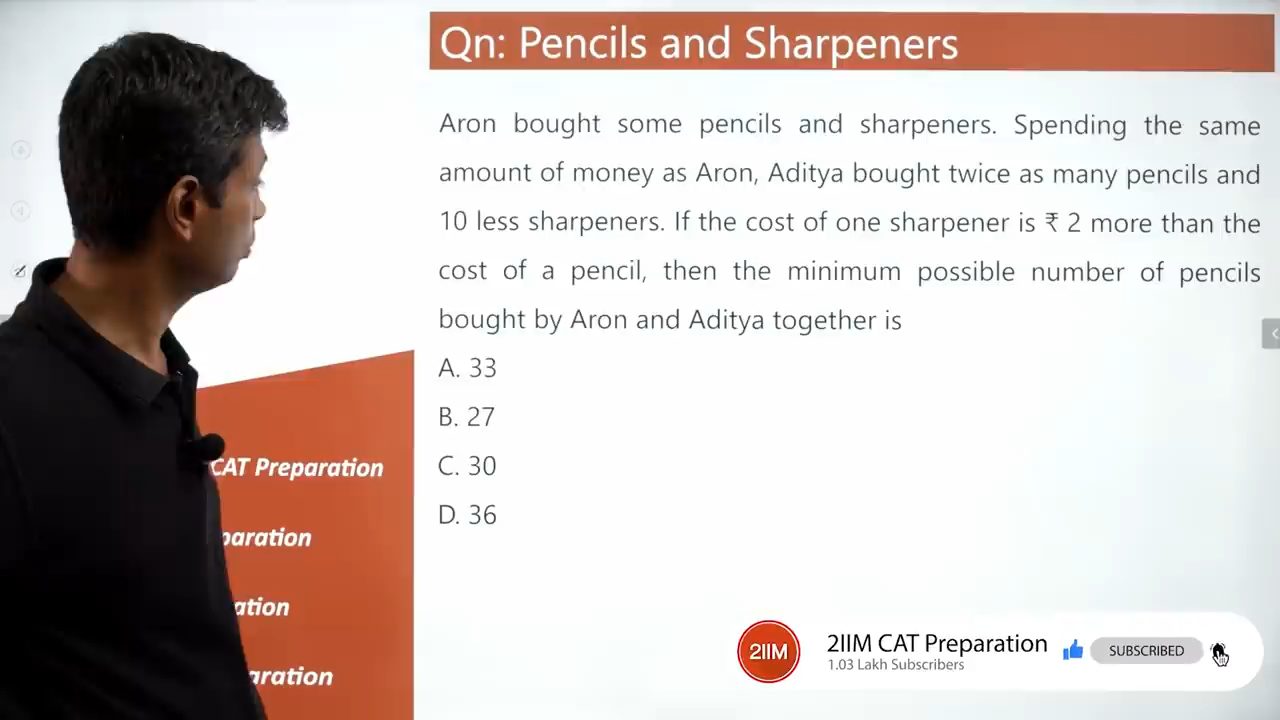 Qn: Pencils and Sharpeners
Aron bought some pencils and sharpeners. Spending the same
amount of money as Aron, Aditya bought twice as many pencils and
10 less sharpeners. If the cost of one sharpener is ₹ 2 more than the
cost of a pencil, then the minimum possible number of pencils
bought by Aron and Aditya together is
A. 33
B. 27
C. 30
D. 36
CAT Preparation
paration
ation
aration
2IIM
2IIM CAT Preparation
1.03 Lakh Subscribers
SUBSCRIBED